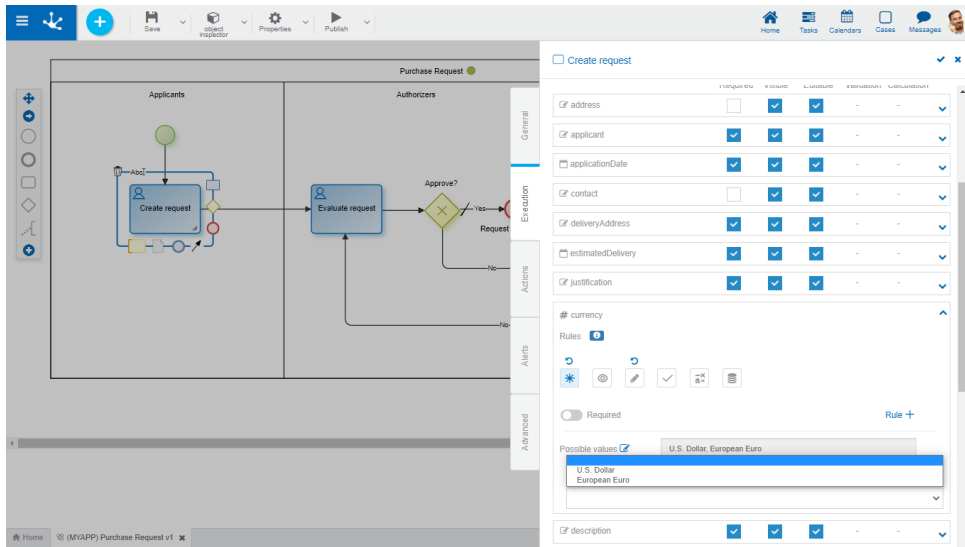 Save
object inspector
Properties
Publish
Home
Tasks
Calendars
Cases
Messages
Purchase Request
Applicants
Authorizers
Abc
Create request
Evaluate request
Approve?
Yes
Request
No
No
General
Execution
Actions
Alerts
Advanced
Create request
Required Visible Editable Validation Calculation
address - -
applicant - -
applicationDate - -
contact - -
deliveryAddress - -
estimatedDelivery - -
justification - -
# currency
Rules
Required
Rule +
Possible values
U.S. Dollar, European Euro
U.S. Dollar
European Euro
description - -
Home
(MYAPP) Purchase Request v1